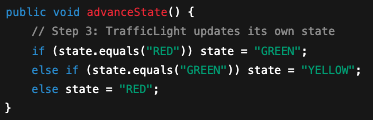 public void advanceState() {
    // Step 3: TrafficLight updates its own state
    if (state.equals("RED")) state = "GREEN";
    else if (state.equals("GREEN")) state = "YELLOW";
    else state = "RED";
}